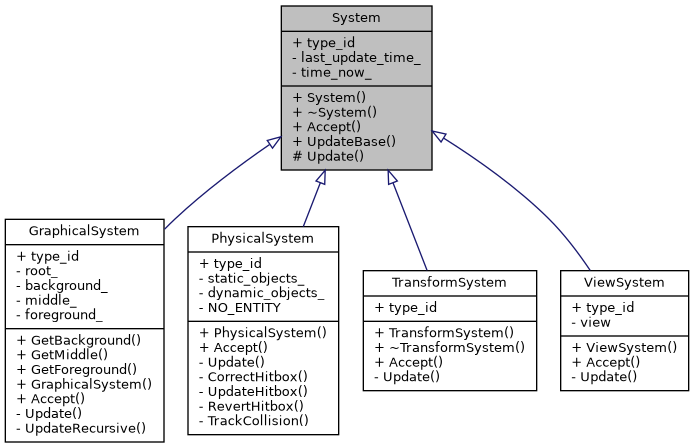 System
+ type_id
- last_update_time_
- time_now_
+ System()
+ ~System()
+ Accept()
+ UpdateBase()
# Update()
GraphicalSystem
+ type_id
- root_
- background_
- middle_
- foreground_
+ GetBackground()
+ GetMiddle()
+ GetForeground()
+ GraphicalSystem()
+ Accept()
- Update()
- UpdateRecursive()
PhysicalSystem
+ type_id
- static_objects_
- dynamic_objects_
- NO_ENTITY
+ PhysicalSystem()
+ Accept()
- Update()
- CorrectHitbox()
- UpdateHitbox()
- RevertHitbox()
- TrackCollision()
TransformSystem
+ type_id
+ TransformSystem()
+ ~TransformSystem()
+ Accept()
- Update()
ViewSystem
+ type_id
- view
+ ViewSystem()
+ Accept()
- Update()